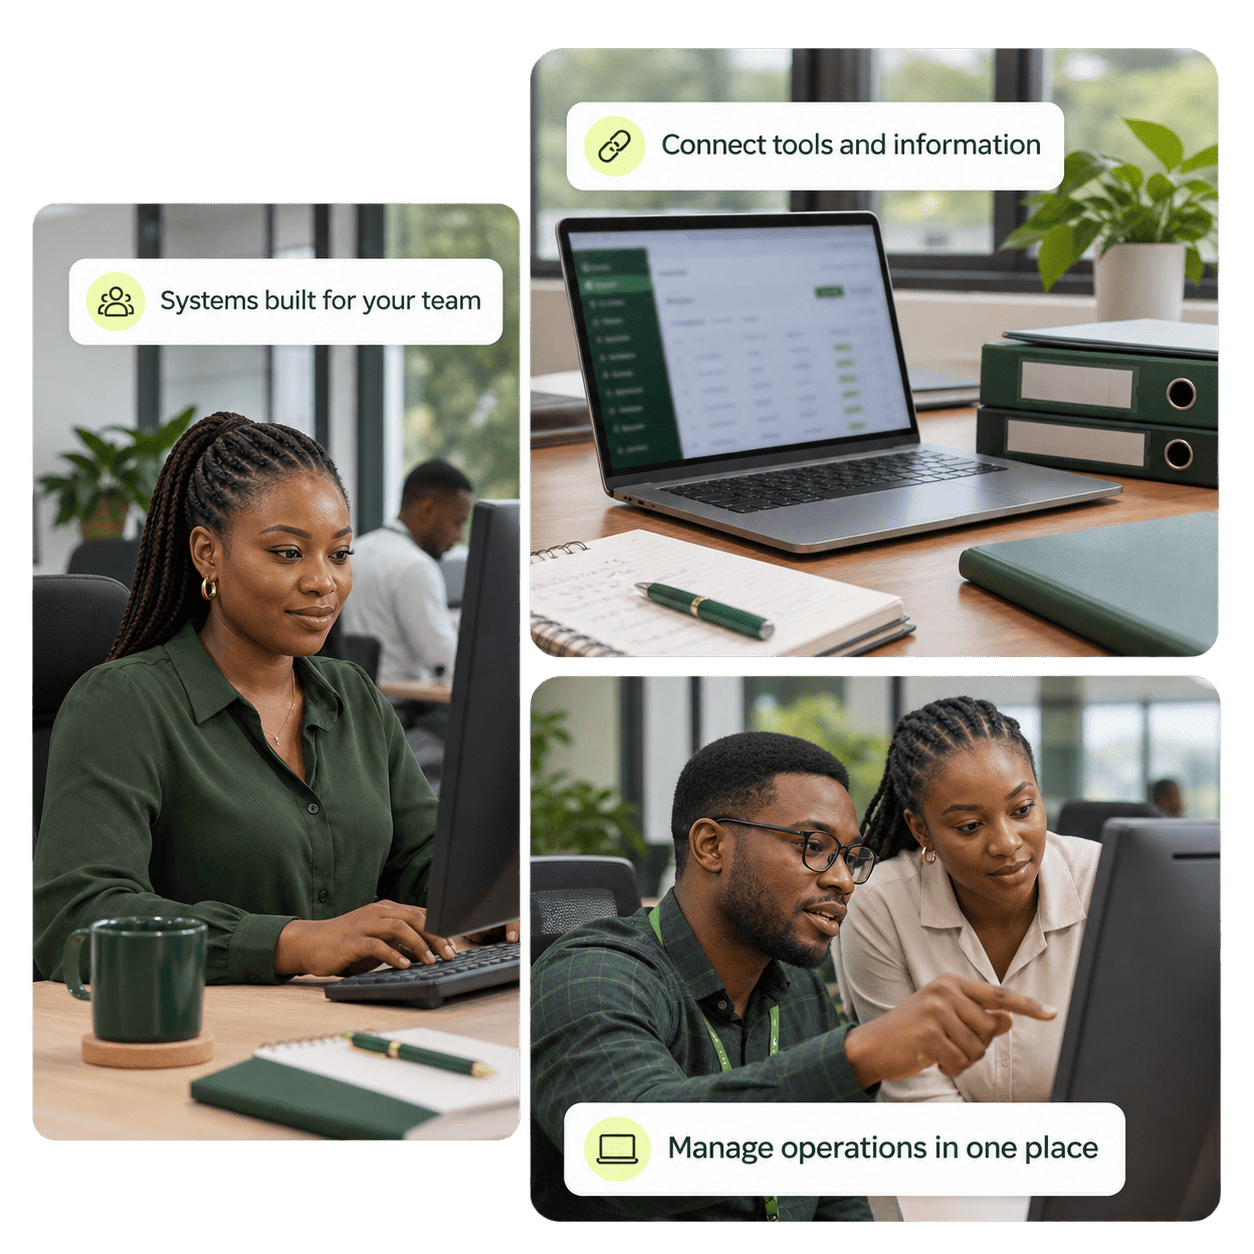 Connect tools and information
Systems built for your team
Manage operations in one place